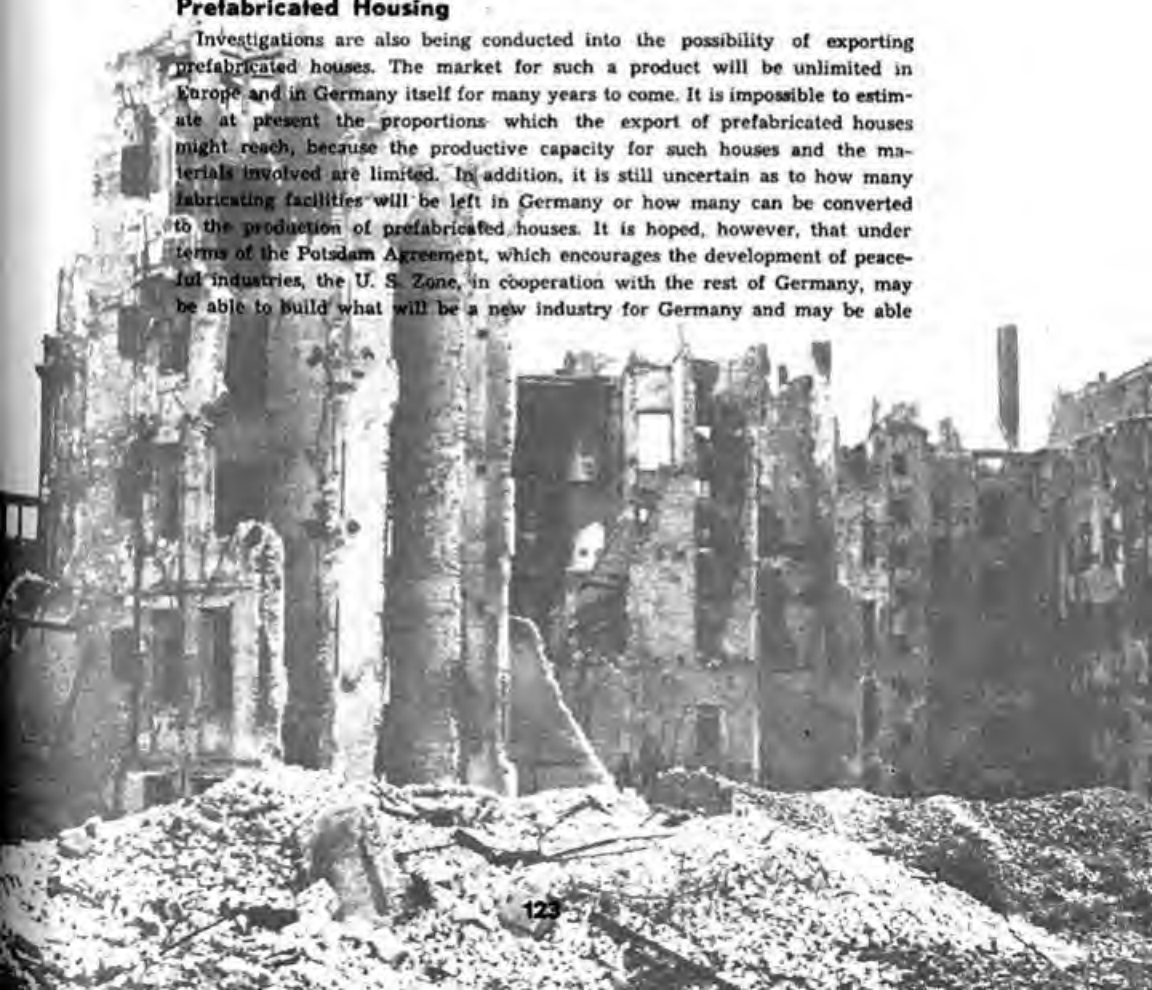 Prefabricated Housing
Investigations are also being conducted into the possibility of exporting
prefabricated houses. The market for such a product will be unlimited in
Europe and in Germany itself for many years to come. It is impossible to estim-
ate at present the proportions which the export of prefabricated houses
might reach, because the productive capacity for such houses and the ma-
terials involved are limited. In addition, it is still uncertain as to how many
fabricating facilities will be left in Germany or how many can be converted
to the production of prefabricated houses. It is hoped, however, that under
terms of the Potsdam Agreement, which encourages the development of peace-
ful industries, the U. S. Zone, in cooperation with the rest of Germany, may
be able to build what will be a new industry for Germany and may be able
123